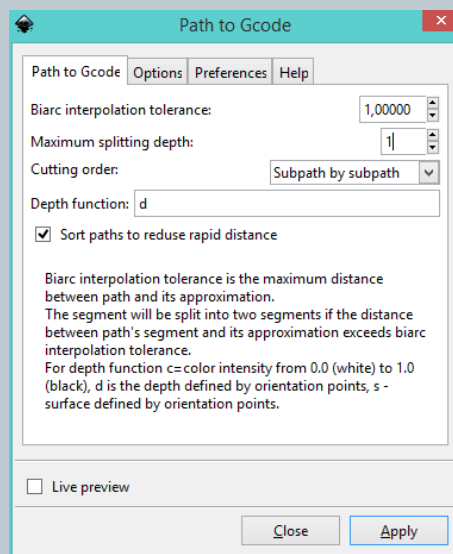 Path to Gcode
Path to Gcode Options Preferences Help
Biarc interpolation tolerance: 1,00000
Maximum splitting depth: 1
Cutting order: Subpath by subpath
Depth function: d
Sort paths to reduse rapid distance
Biarc interpolation tolerance is the maximum distance
between path and its approximation.
The segment will be split into two segments if the distance
between path's segment and its approximation exceeds biarc
interpolation tolerance.
For depth function c=color intensity from 0.0 (white) to 1.0
(black), d is the depth defined by orientation points, s -
surface defined by orientation points.
Live preview
Close Apply